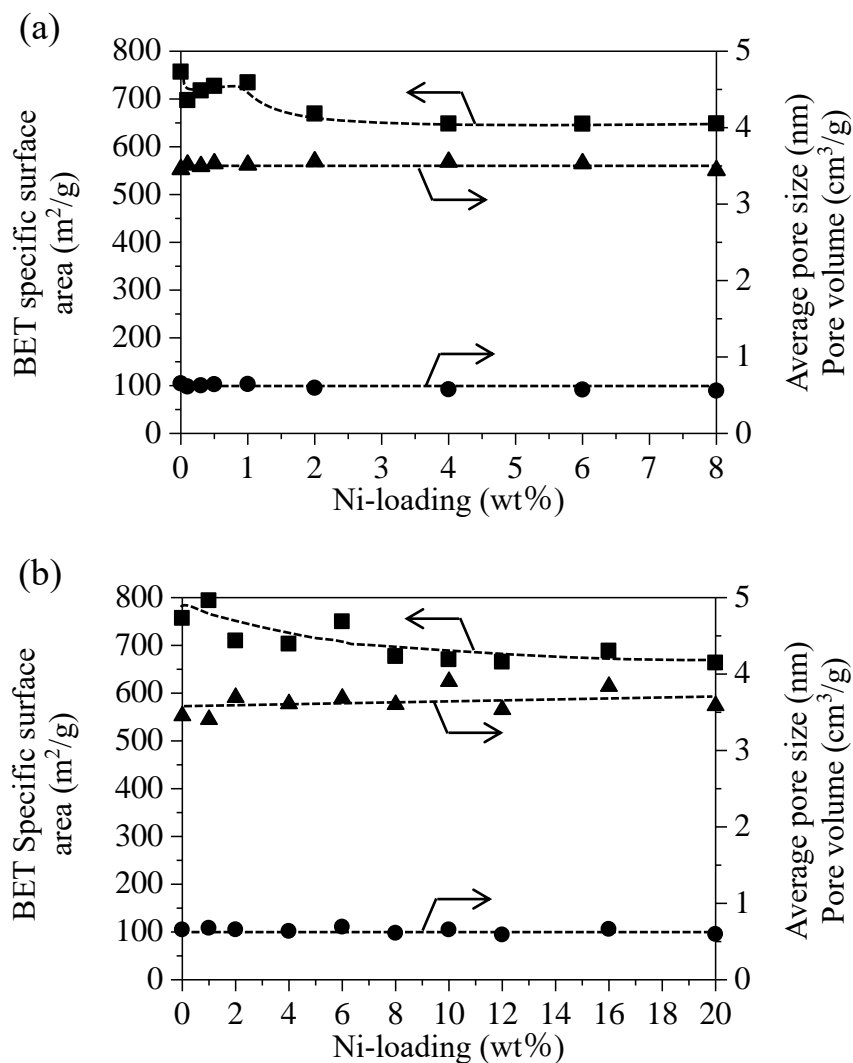 (a)
800
700
600
500
400
300
200
100
0
5
4
3
2
1
0
0 1 2 3 4 5 6 7 8
Ni-loading (wt%)
BET specific surface
area (m²/g)
Average pore size (nm)
Pore volume (cm³/g)
(b)
800
700
600
500
400
300
200
100
0
5
4
3
2
1
0
0 2 4 6 8 10 12 14 16 18 20
Ni-loading (wt%)
BET Specific surface
area (m²/g)
Average pore size (nm)
Pore volume (cm³/g)